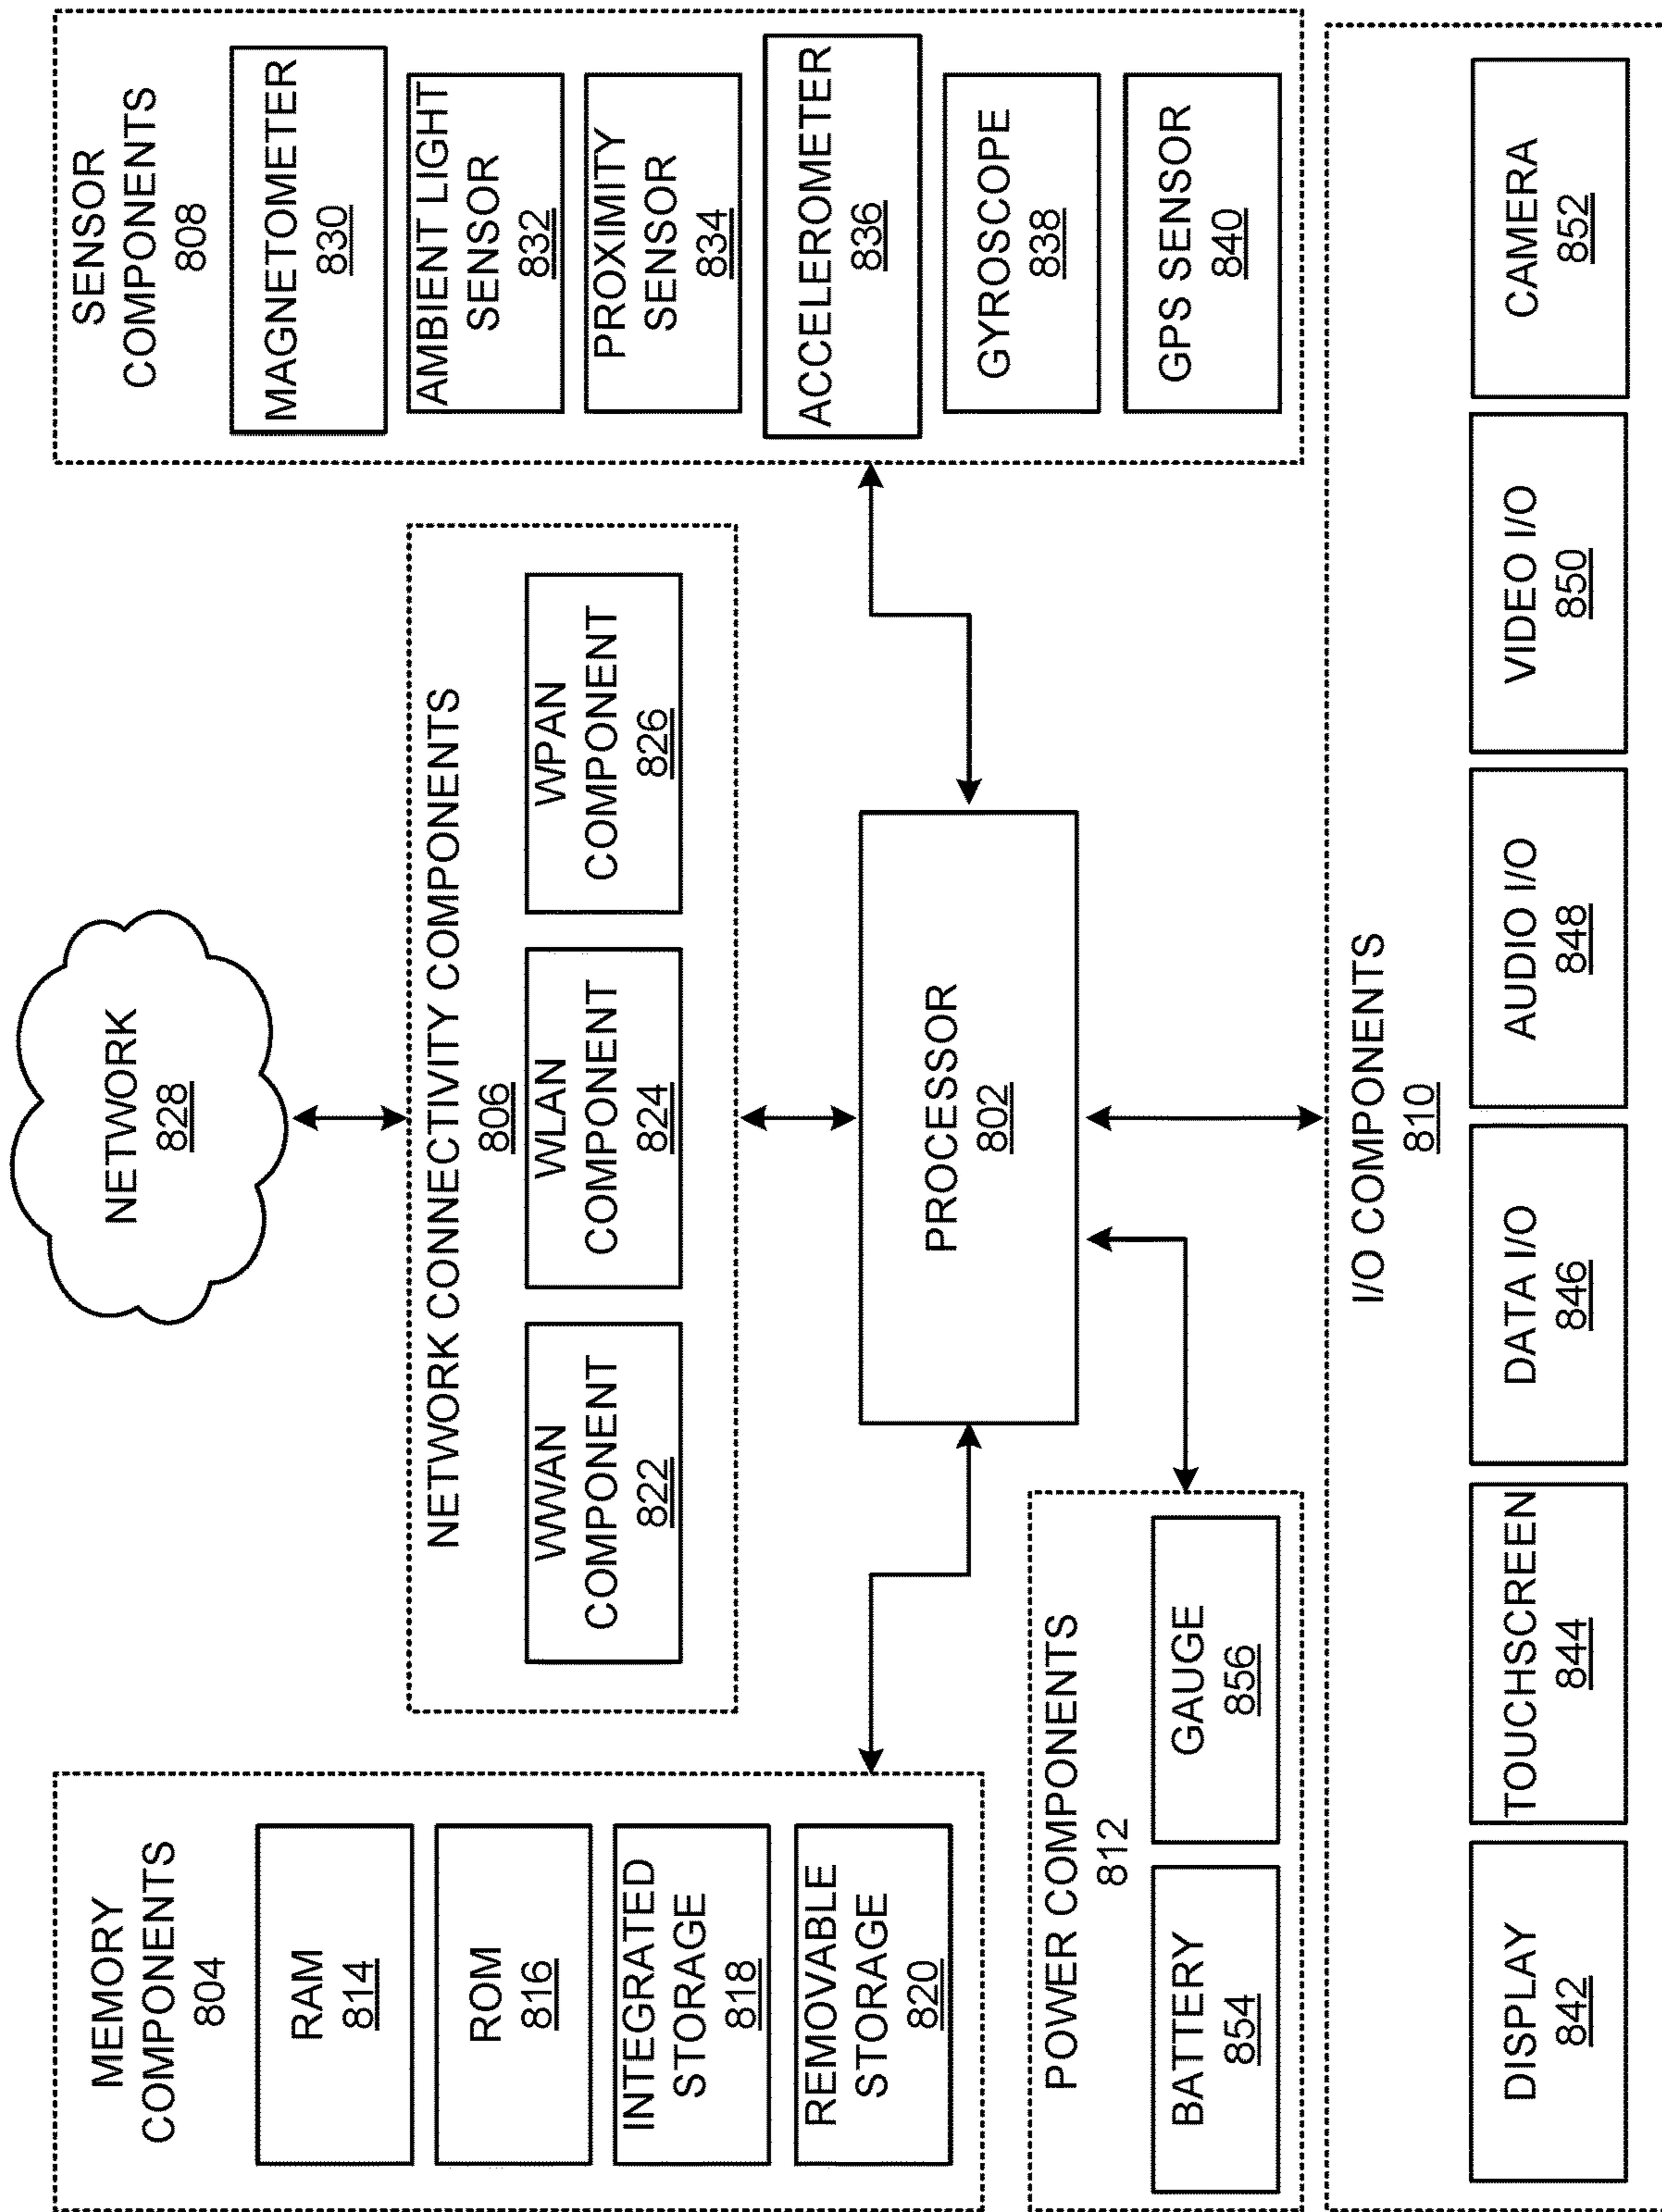 NETWORK
828
MEMORY
COMPONENTS
804
RAM
814
ROM
816
INTEGRATED
STORAGE
818
REMOVABLE
STORAGE
820
NETWORK CONNECTIVITY COMPONENTS
806
WWAN
COMPONENT
822
WLAN
COMPONENT
824
WPAN
COMPONENT
826
SENSOR
COMPONENTS
808
MAGNETOMETER
830
AMBIENT LIGHT
SENSOR
832
PROXIMITY
SENSOR
834
ACCELEROMETER
836
GYROSCOPE
838
GPS SENSOR
840
PROCESSOR
802
POWER COMPONENTS
812
BATTERY
854
GAUGE
856
I/O COMPONENTS
810
DISPLAY
842
TOUCHSCREEN
844
DATA I/O
846
AUDIO I/O
848
VIDEO I/O
850
CAMERA
852